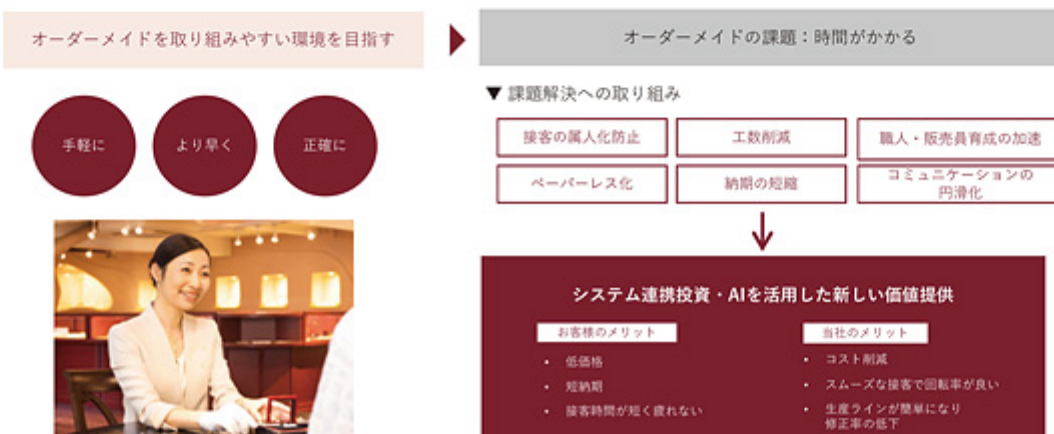 オーダーメイドを取り組みやすい環境を目指す
手軽に
より早く
正確に
オーダーメイドの課題：時間がかかる
▼ 課題解決への取り組み
接客の属人化防止
工数削減
職人・販売員育成の加速
ペーパーレス化
納期の短縮
コミュニケーションの
円滑化
システム連携投資・AIを活用した新しい価値提供
お客様のメリット
• 低価格
• 短納期
• 接客時間が短く疲れない
当社のメリット
• コスト削減
• スムーズな接客で回転率が良い
• 生産ラインが簡単になり
修正率の低下